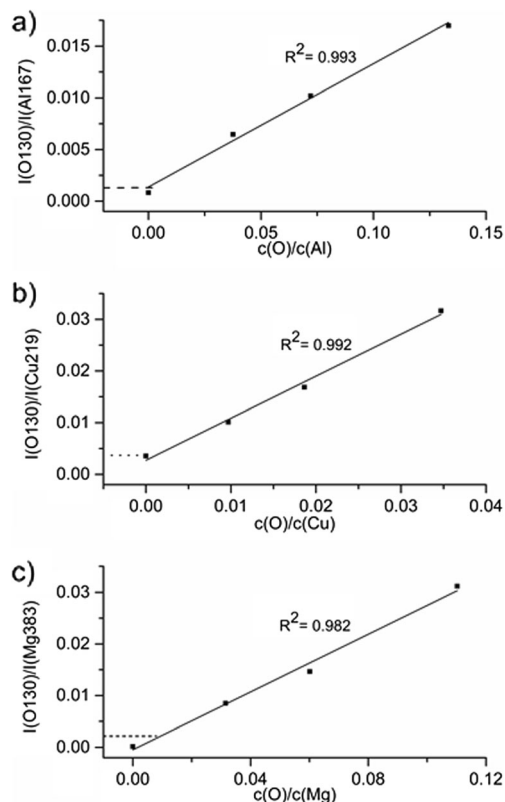 a)
I(O130)/I(Al167)
0.015
0.010
0.005
0.000
R2= 0.993
0.00 0.05 0.10 0.15
c(O)/c(Al)
b)
I(O130)/I(Cu219)
0.03
0.02
0.01
0.00
R2= 0.992
0.00 0.01 0.02 0.03 0.04
c(O)/c(Cu)
c)
I(O130)/I(Mg383)
0.03
0.02
0.01
0.00
R2= 0.982
0.00 0.04 0.08 0.12
c(O)/c(Mg)